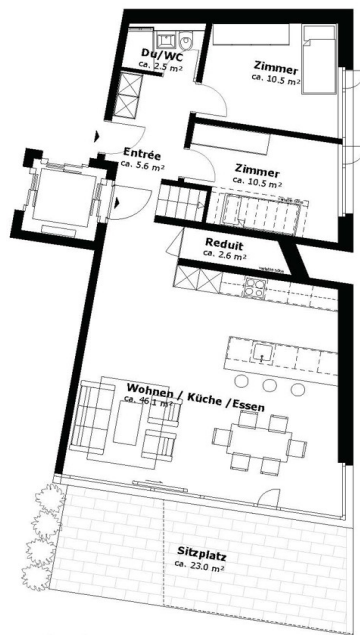 Du/WC
ca. 2.5 m²
Zimmer
ca. 10.5 m²
Entrée
ca. 5.6 m²
Zimmer
ca. 10.5 m²
Reduit
ca. 2.6 m²
Wohnen / Küche /Essen
ca. 46.1 m²
Sitzplatz
ca. 23.0 m²